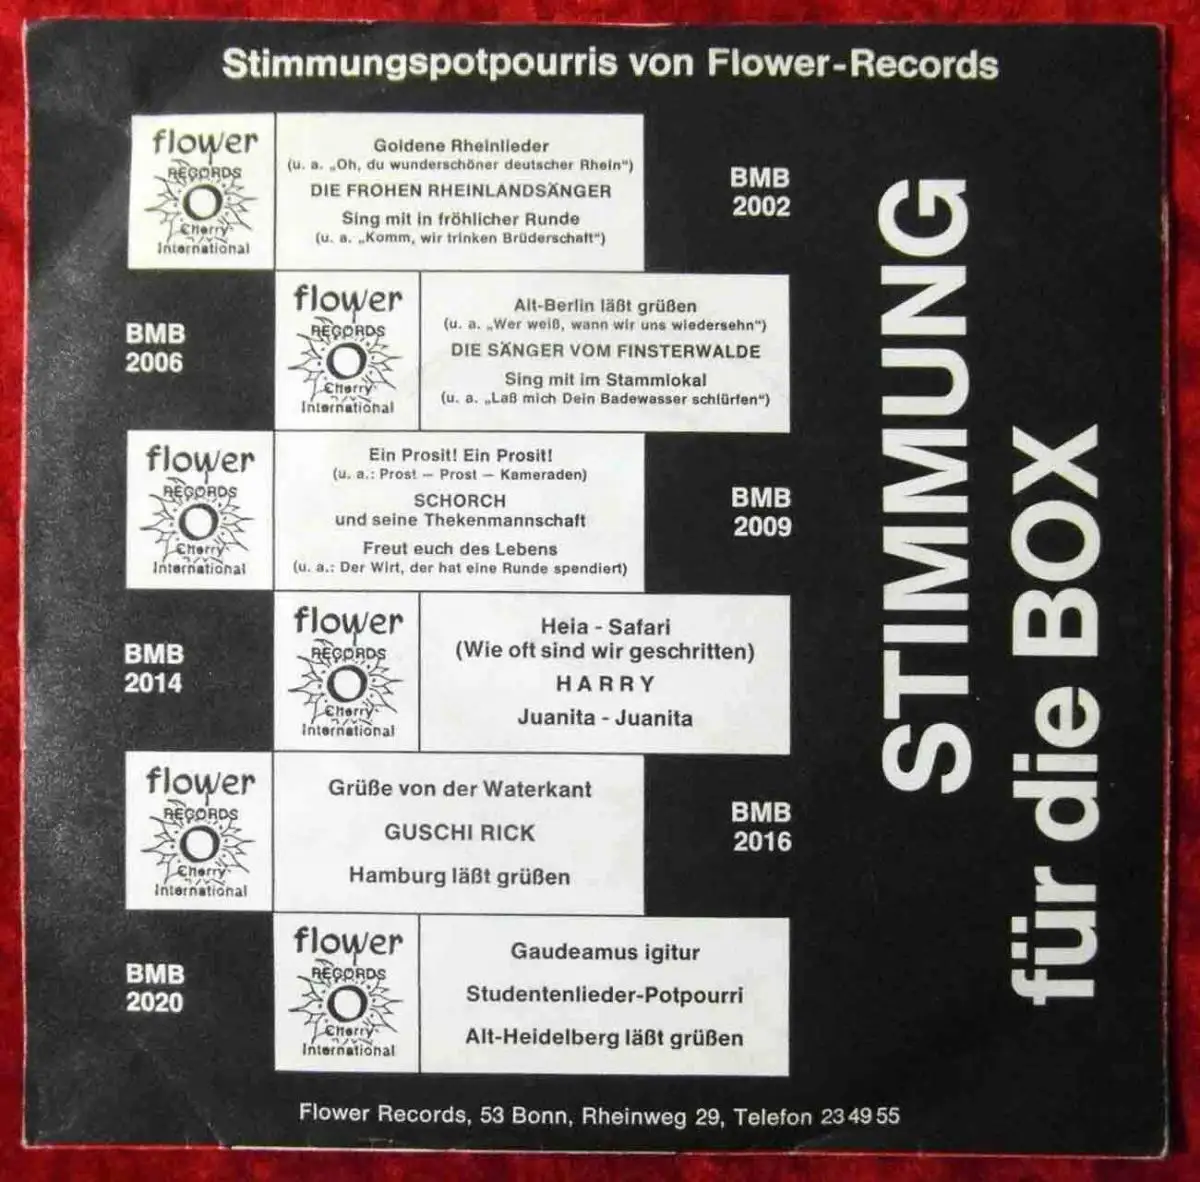 Stimmungspotpourris von Flower-Records
flower
RECORDS
Cherry
International
Goldene Rheinlieder
(u. a. „Oh, du wunderschöner deutscher Rhein“)
DIE FROHEN RHEINLANDSÄNGER
Sing mit in fröhlicher Runde
(u. a. „Komm, wir trinken Brüderschaft“)
BMB
2002
BMB
2006
flower
RECORDS
Cherry
International
Alt-Berlin läßt grüßen
(u. a. „Wer weiß, wann wir uns wiedersehn“)
DIE SÄNGER VOM FINSTERWALDE
Sing mit im Stammlokal
(u. a. „Laß mich Dein Badewasser schlürfen“)
flower
RECORDS
Cherry
International
Ein Prosit! Ein Prosit!
(u. a.: Prost – Prost – Kameraden)
SCHORCH
und seine Thekenmannschaft
Freut euch des Lebens
(u. a.: Der Wirt, der hat eine Runde spendiert)
BMB
2009
BMB
2014
flower
RECORDS
Cherry
International
Heia - Safari
(Wie oft sind wir geschritten)
HARRY
Juanita - Juanita
flower
RECORDS
Cherry
International
Grüße von der Waterkant
GUSCHI RICK
Hamburg läßt grüßen
BMB
2016
BMB
2020
flower
RECORDS
Cherry
International
Gaudeamus igitur
Studentenlieder-Potpourri
Alt-Heidelberg läßt grüßen
STIMMUNG
für die BOX
Flower Records, 53 Bonn, Rheinweg 29, Telefon 23 49 55